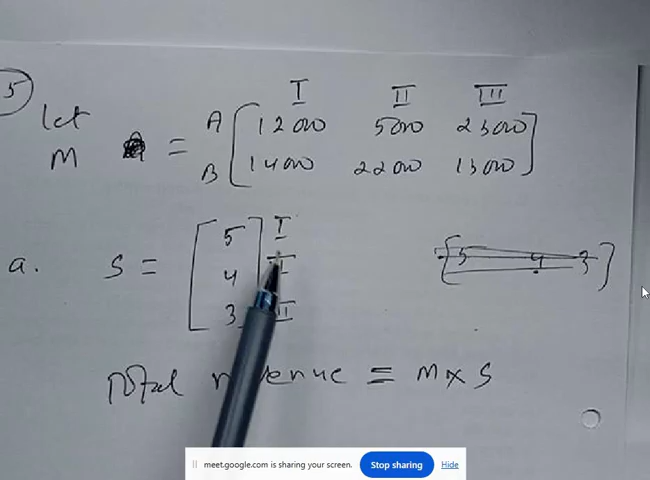 5
I II III
let A 12000 5000 23000
M = B 14000 22000 13000
a. S = 5 I
4 II
3 III
5 4 3
Total revenue = M x S
meet.google.com is sharing your screen. Stop sharing Hide